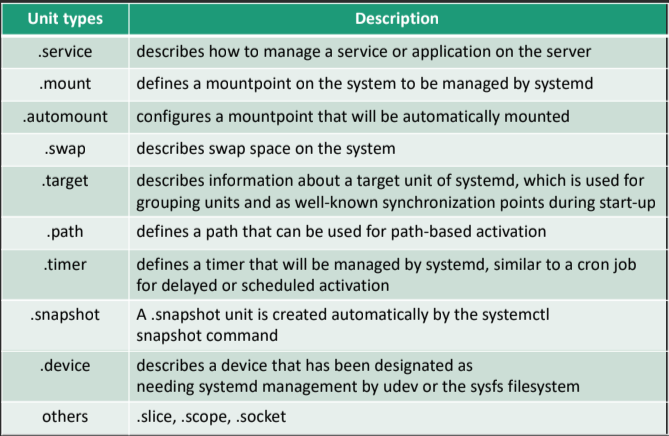 Unit types Description
.service describes how to manage a service or application on the server
.mount defines a mountpoint on the system to be managed by systemd
.automount configures a mountpoint that will be automatically mounted
.swap describes swap space on the system
.target describes information about a target unit of systemd, which is used for
grouping units and as well-known synchronization points during start-up
.path defines a path that can be used for path-based activation
.timer defines a timer that will be managed by systemd, similar to a cron job
for delayed or scheduled activation
.snapshot A .snapshot unit is created automatically by the systemctl
snapshot command
.device describes a device that has been designated as
needing systemd management by udev or the sysfs filesystem
others .slice, .scope, .socket